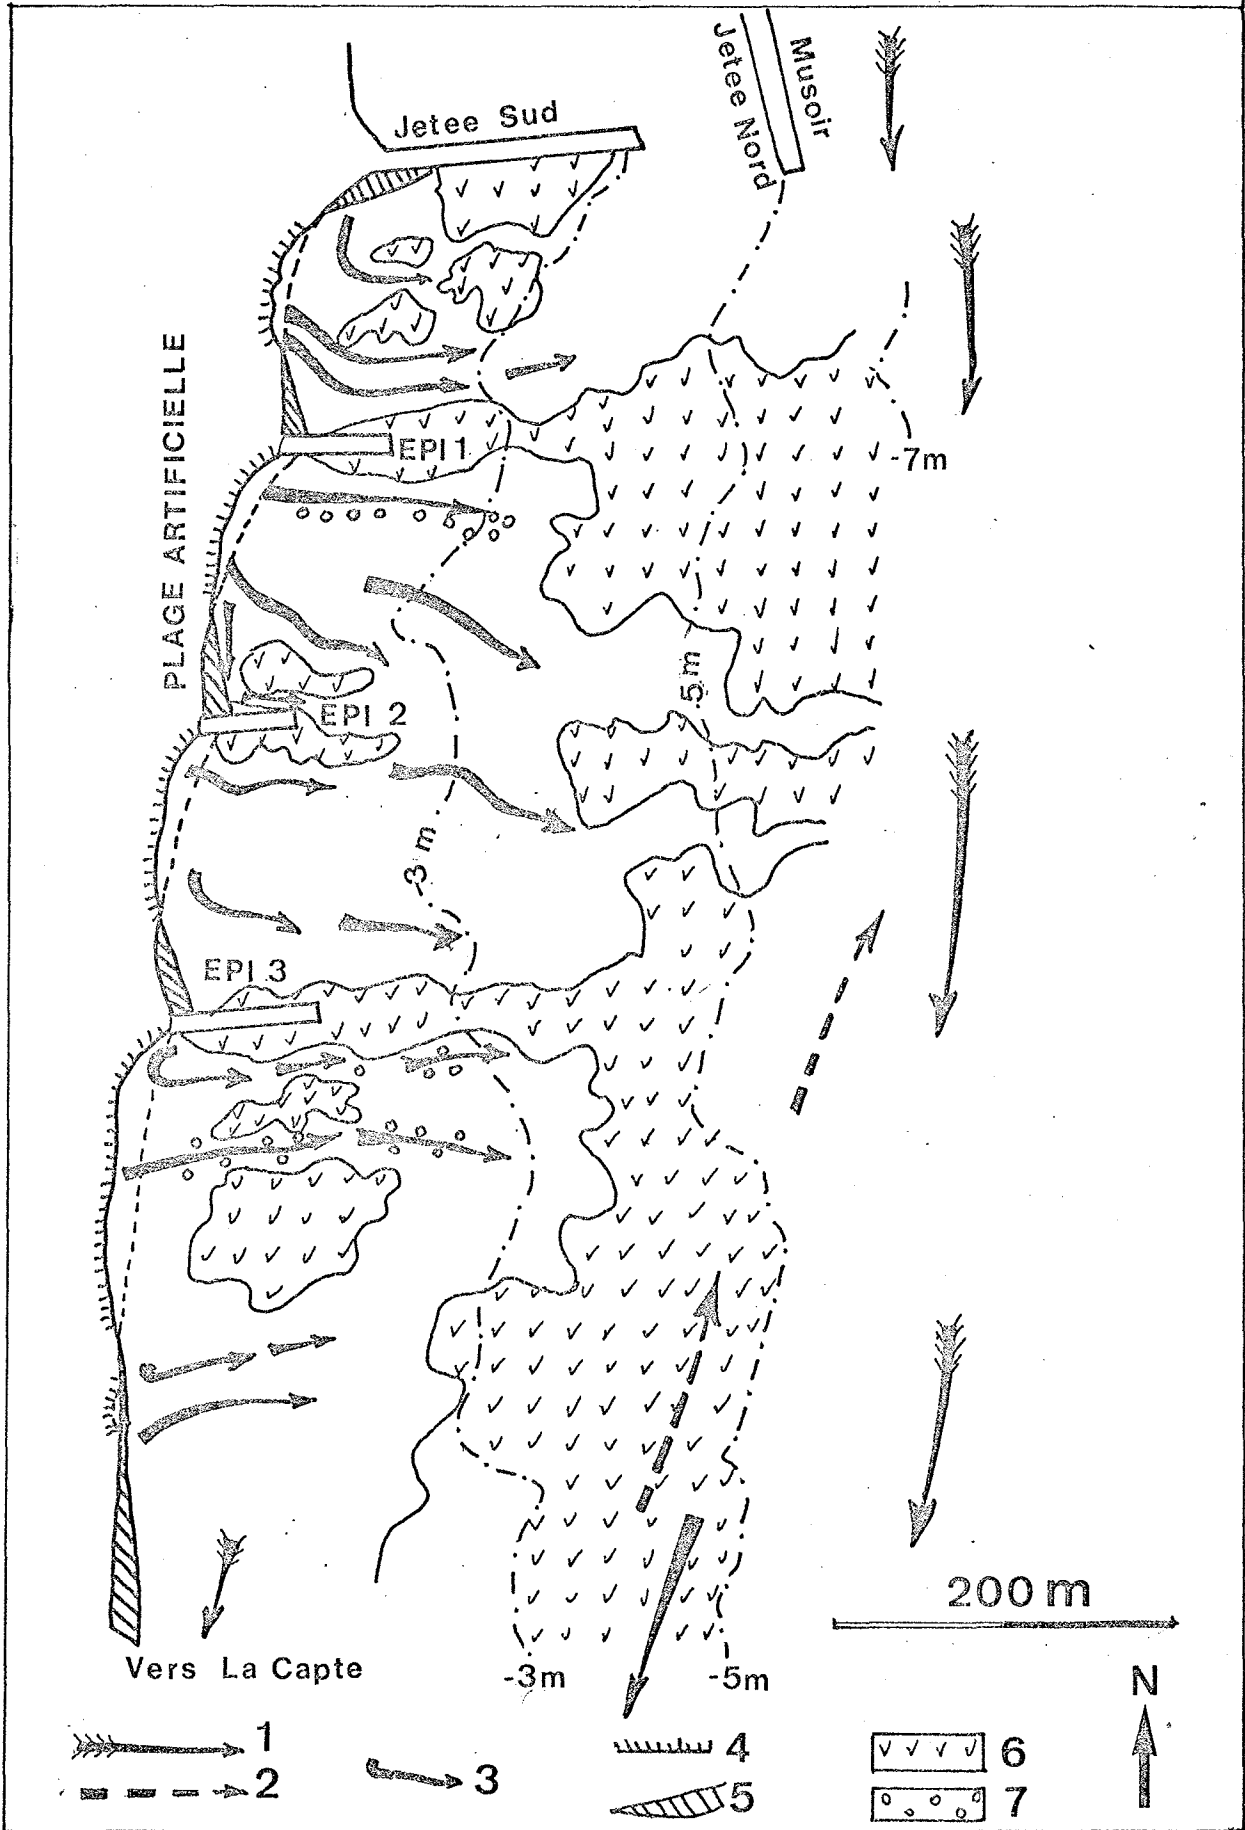 Jetee Sud
Jetee Nord
Musoir
PLAGE ARTIFICIELLE
EPI 1
-7m
EPI 2
5m
-3 m
EPI 3
200 m
Vers La Capte
-3m
-5m
N
1
2
3
4
5
6
7